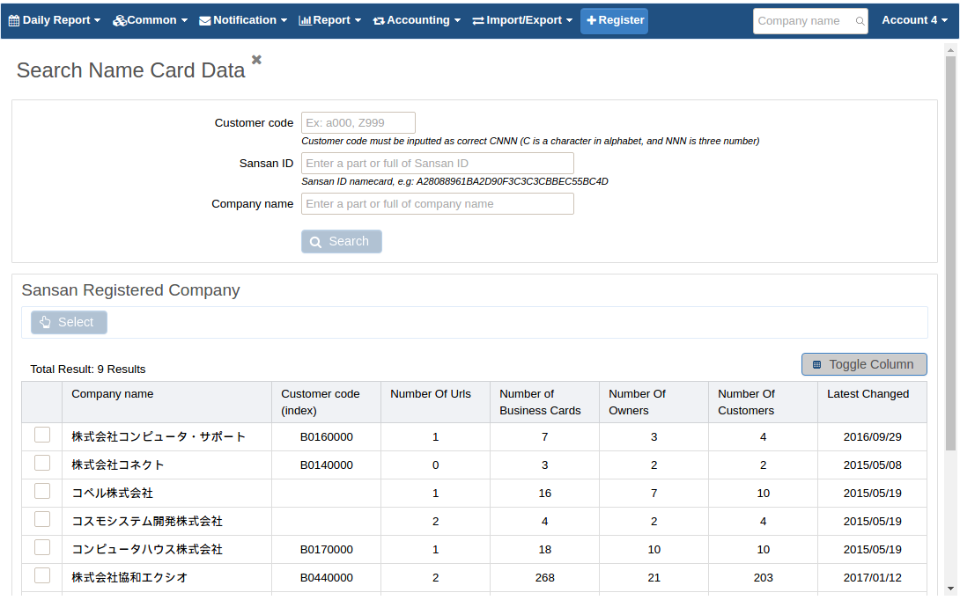 Daily Report Common Notification Report Accounting Import/Export Register Company name Account 4
Search Name Card Data
Customer code Ex: a000, Z999
Customer code must be inputted as correct CNNN (C is a character in alphabet, and NNN is three number)
Sansan ID Enter a part or full of Sansan ID
Sansan ID namecard, e.g: A28088961BA2D90F3C3C3CBBEC55BC4D
Company name Enter a part or full of company name
Search
Sansan Registered Company
Select
Total Result: 9 Results Toggle Column
Company name Customer code Number Of Urls Number of Number Of Number Of Latest Changed
(index) Business Cards Owners Customers
株式会社コンピュータ・サポート B0160000 1 7 3 4 2016/09/29
株式会社コネクト B0140000 0 3 2 2 2015/05/08
コベル株式会社 1 16 7 10 2015/05/19
コスモシステム開発株式会社 2 4 2 4 2015/05/19
コンピュータハウス株式会社 B0170000 1 18 10 10 2015/05/19
株式会社協和エクシオ B0440000 2 268 21 203 2017/01/12